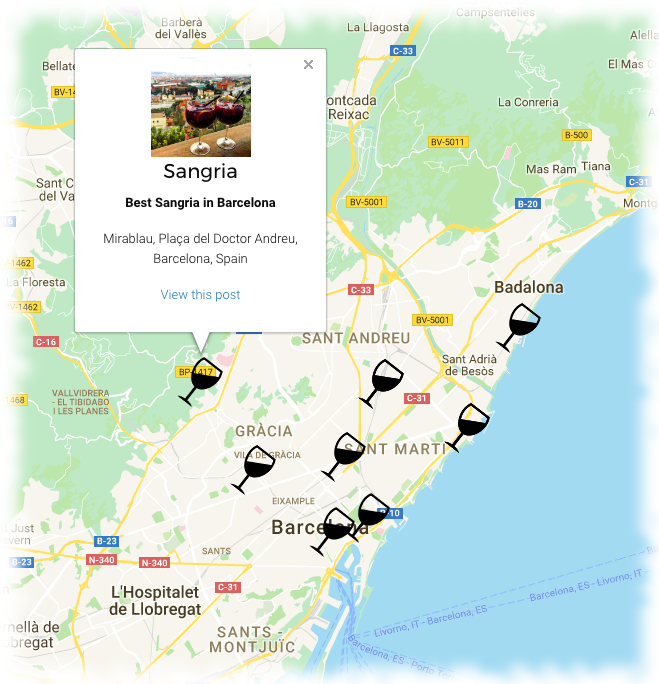 Campsentelles
Barberà
del Vallès
La Llagosta
C-33
Alella
El Mas C
Bellate
BV-14
×
ontcada
Reixac
La Conreria
BV-5011
B-500
Sangria
Mas Ram
Tiana
Sant C
del Va
C-31
Best Sangria in Barcelona
BV-5001
B-20
Montg
Mirablau, Plaça del Doctor Andreu,
Barcelona, Spain
-1462
La Floresta
View this post
C-33
Badalona
V-1462
BV-5001
C-16
SANT ANDREU
Sant Adrià
de Besòs
BP-1417
VALLVIDRERA
- EL TIBIDABO
I LES PLANES
468
C-31
GRÀCIA
SANT MARTÍ
VILA DE GRÀCIA
EIXAMPLE
-10
Barcelona
t Just
vern
B-23
SANTS
B-23
N-340
N-340
C-31
L'Hospitalet
de Llobregat
Barcelona, ES - Livorno, IT
nellà de
bregat
SANTS -
MONTJUÏC
Livorno, IT - Barcelona, ES
Barcelona, ES - Porto T